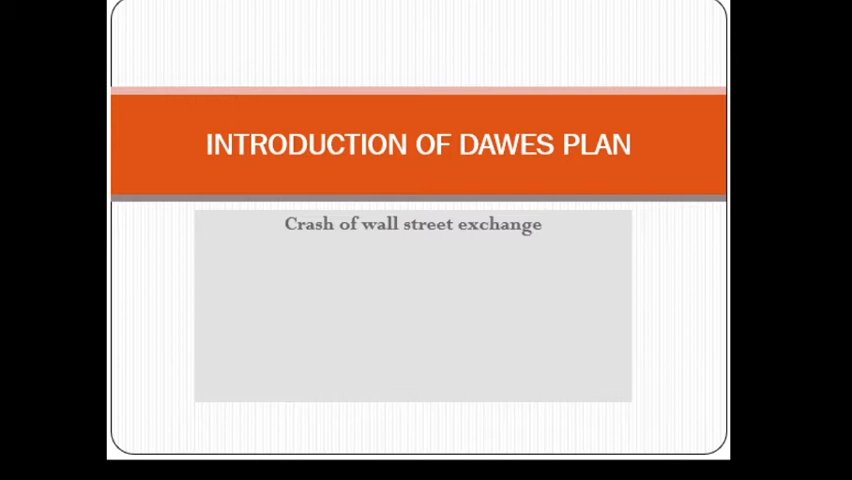 INTRODUCTION OF DAWES PLAN
Crash of wall street exchange